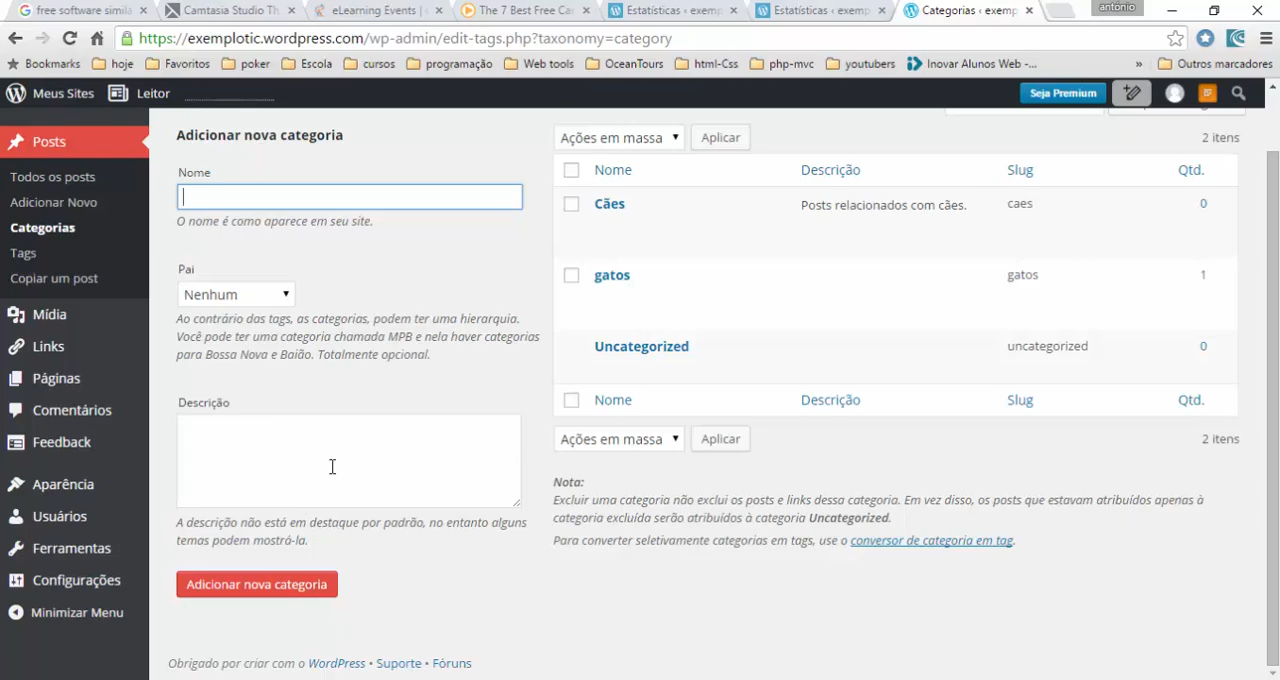 free software simila
Camtasia Studio Th
eLearning Events |
The 7 Best Free Ca
Estatísticas ‹ exemp
Estatísticas ‹ exemp
Categorias ‹ exemp
antónio
https://exemplotic.wordpress.com/wp-admin/edit-tags.php?taxonomy=category
Bookmarks hoje Favoritos poker Escola cursos programação Web tools OceanTours html-Css php-mvc youtubers Inovar Alunos Web -... » Outros marcadores
Meus Sites Leitor Seja Premium
Posts
Todos os posts
Adicionar Novo
Categorias
Tags
Copiar um post
Mídia
Links
Páginas
Comentários
Feedback
Aparência
Usuários
Ferramentas
Configurações
Minimizar Menu
Adicionar nova categoria
Nome
O nome é como aparece em seu site.
Pai
Nenhum
Ao contrário das tags, as categorias, podem ter uma hierarquia.
Você pode ter uma categoria chamada MPB e nela haver categorias
para Bossa Nova e Baião. Totalmente opcional.
Descrição
A descrição não está em destaque por padrão, no entanto alguns
temas podem mostrá-la.
Adicionar nova categoria
Ações em massa Aplicar 2 itens
Nome Descrição Slug Qtd.
Cães Posts relacionados com cães. caes 0
gatos gatos 1
Uncategorized uncategorized 0
Nome Descrição Slug Qtd.
Ações em massa Aplicar 2 itens
Nota:
Excluir uma categoria não exclui os posts e links dessa categoria. Em vez disso, os posts que estavam atribuídos apenas à
categoria excluída serão atribuídos à categoria Uncategorized.
Para converter seletivamente categorias em tags, use o conversor de categoria em tag.
Obrigado por criar com o WordPress • Suporte • Fóruns